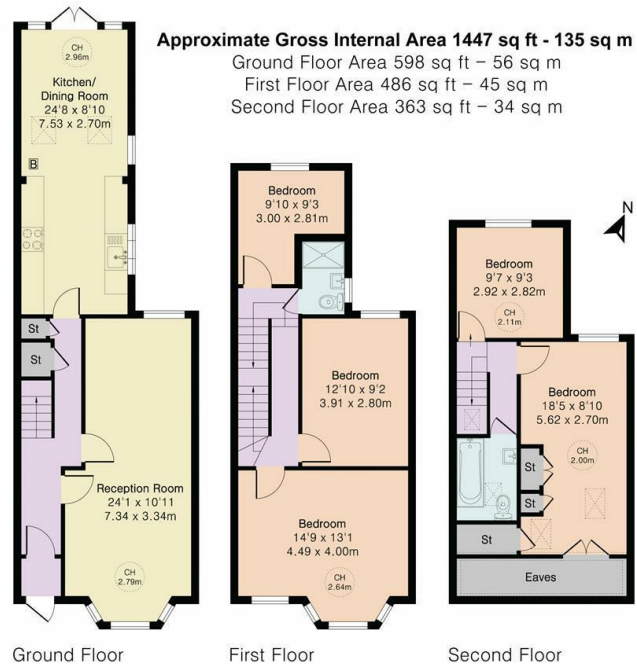 Approximate Gross Internal Area 1447 sq ft - 135 sq m
Ground Floor Area 598 sq ft – 56 sq m
First Floor Area 486 sq ft – 45 sq m
Second Floor Area 363 sq ft – 34 sq m
N
CH
2.96m
Kitchen/
Dining Room
24'8 x 8'10
7.53 x 2.70m
B
St
St
Reception Room
24'1 x 10'11
7.34 x 3.34m
CH
2.79m
Ground Floor
Bedroom
9'10 x 9'3
3.00 x 2.81m
Bedroom
12'10 x 9'2
3.91 x 2.80m
Bedroom
14'9 x 13'1
4.49 x 4.00m
CH
2.64m
First Floor
Bedroom
9'7 x 9'3
2.92 x 2.82m
CH
2.11m
Bedroom
18'5 x 8'10
5.62 x 2.70m
CH
2.00m
St
St
St
Eaves
Second Floor